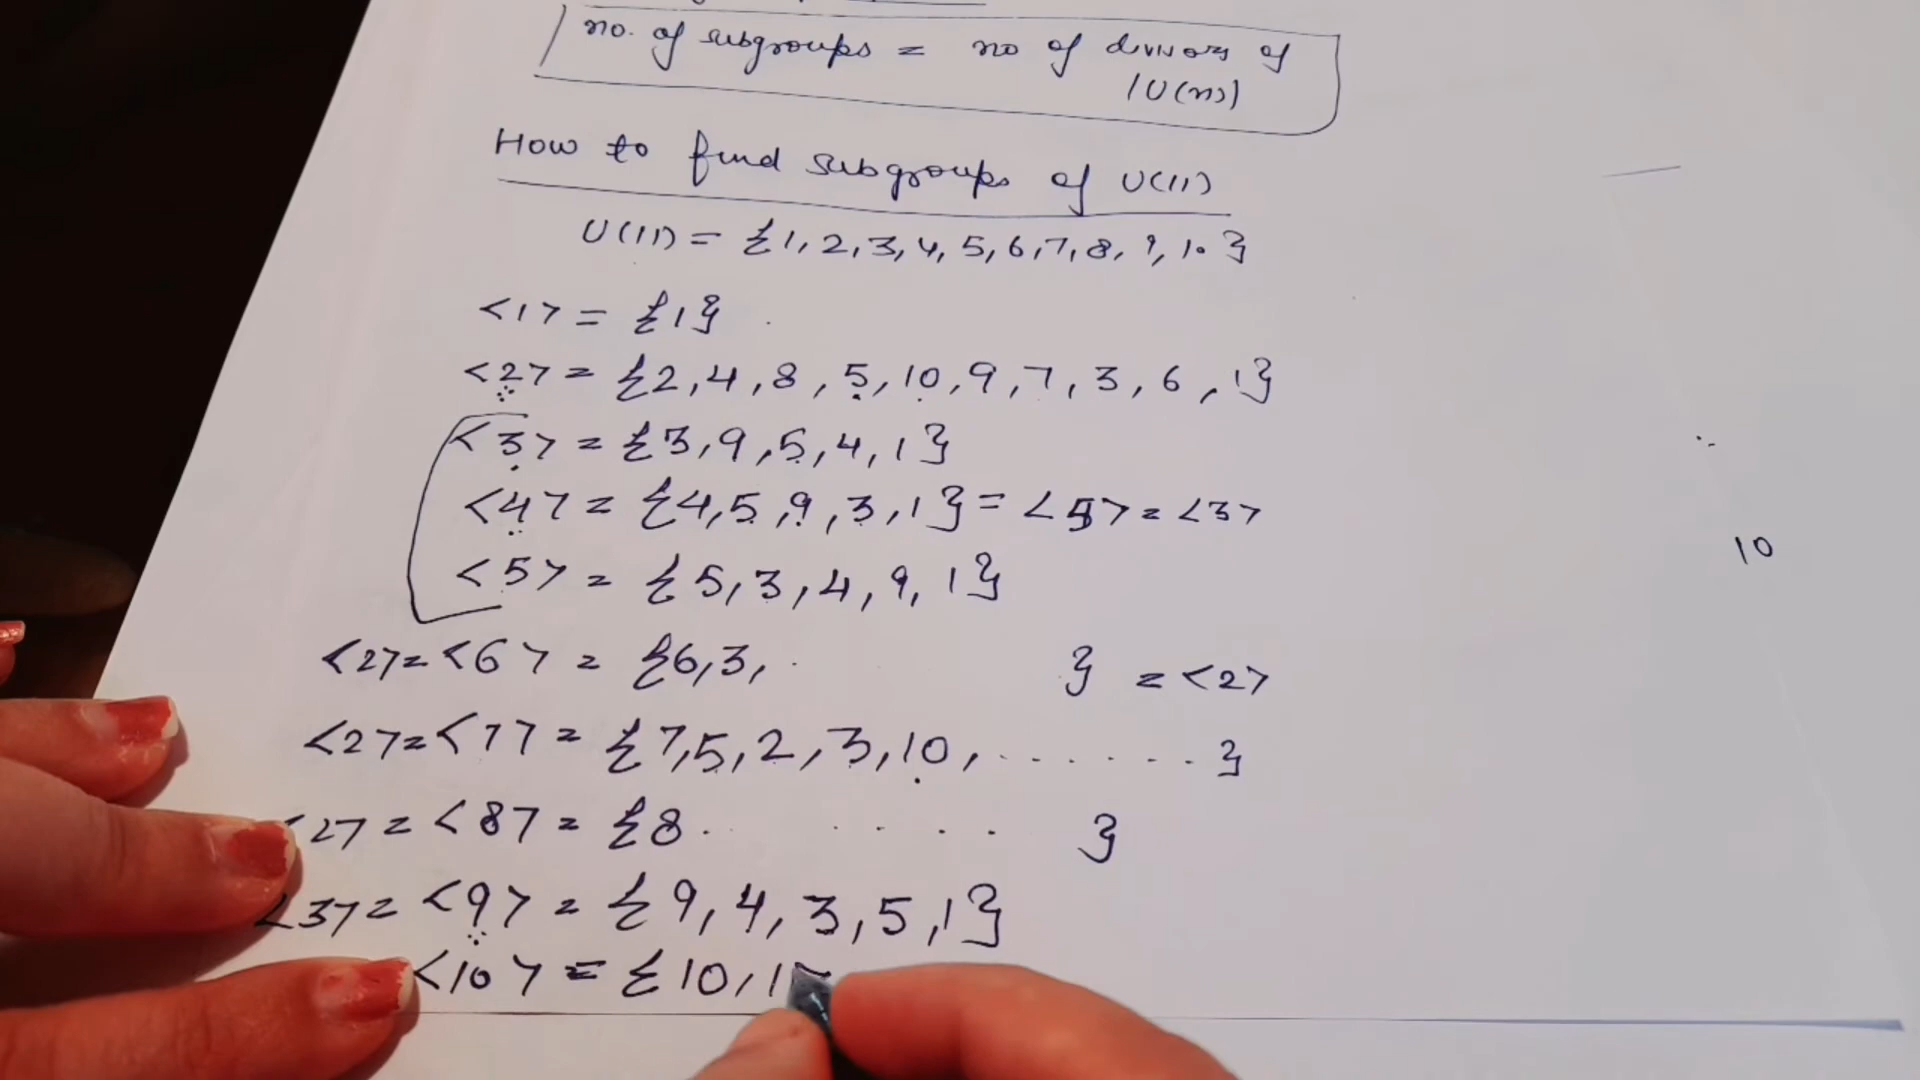 no. of subgroups = no of divisors of
|U(n)|
How to find subgroups of U(11)
U(11) = {1, 2, 3, 4, 5, 6, 7, 8, 9, 10}
<1> = {1}
<2> = {2, 4, 8, 5, 10, 9, 7, 3, 6, 1}
<3> = {3, 9, 5, 4, 1}
<4> = {4, 5, 9, 3, 1} = <5> = <3>
10
<5> = {5, 3, 4, 9, 1}
<2> = <6> = {6, 3, . } = <2>
<2> = <7> = {7, 5, 2, 3, 10, . . . . . . }
<2> = <8> = {8 . . . . . }
<3> = <9> = {9, 4, 3, 5, 1}
<10> = {10, 1